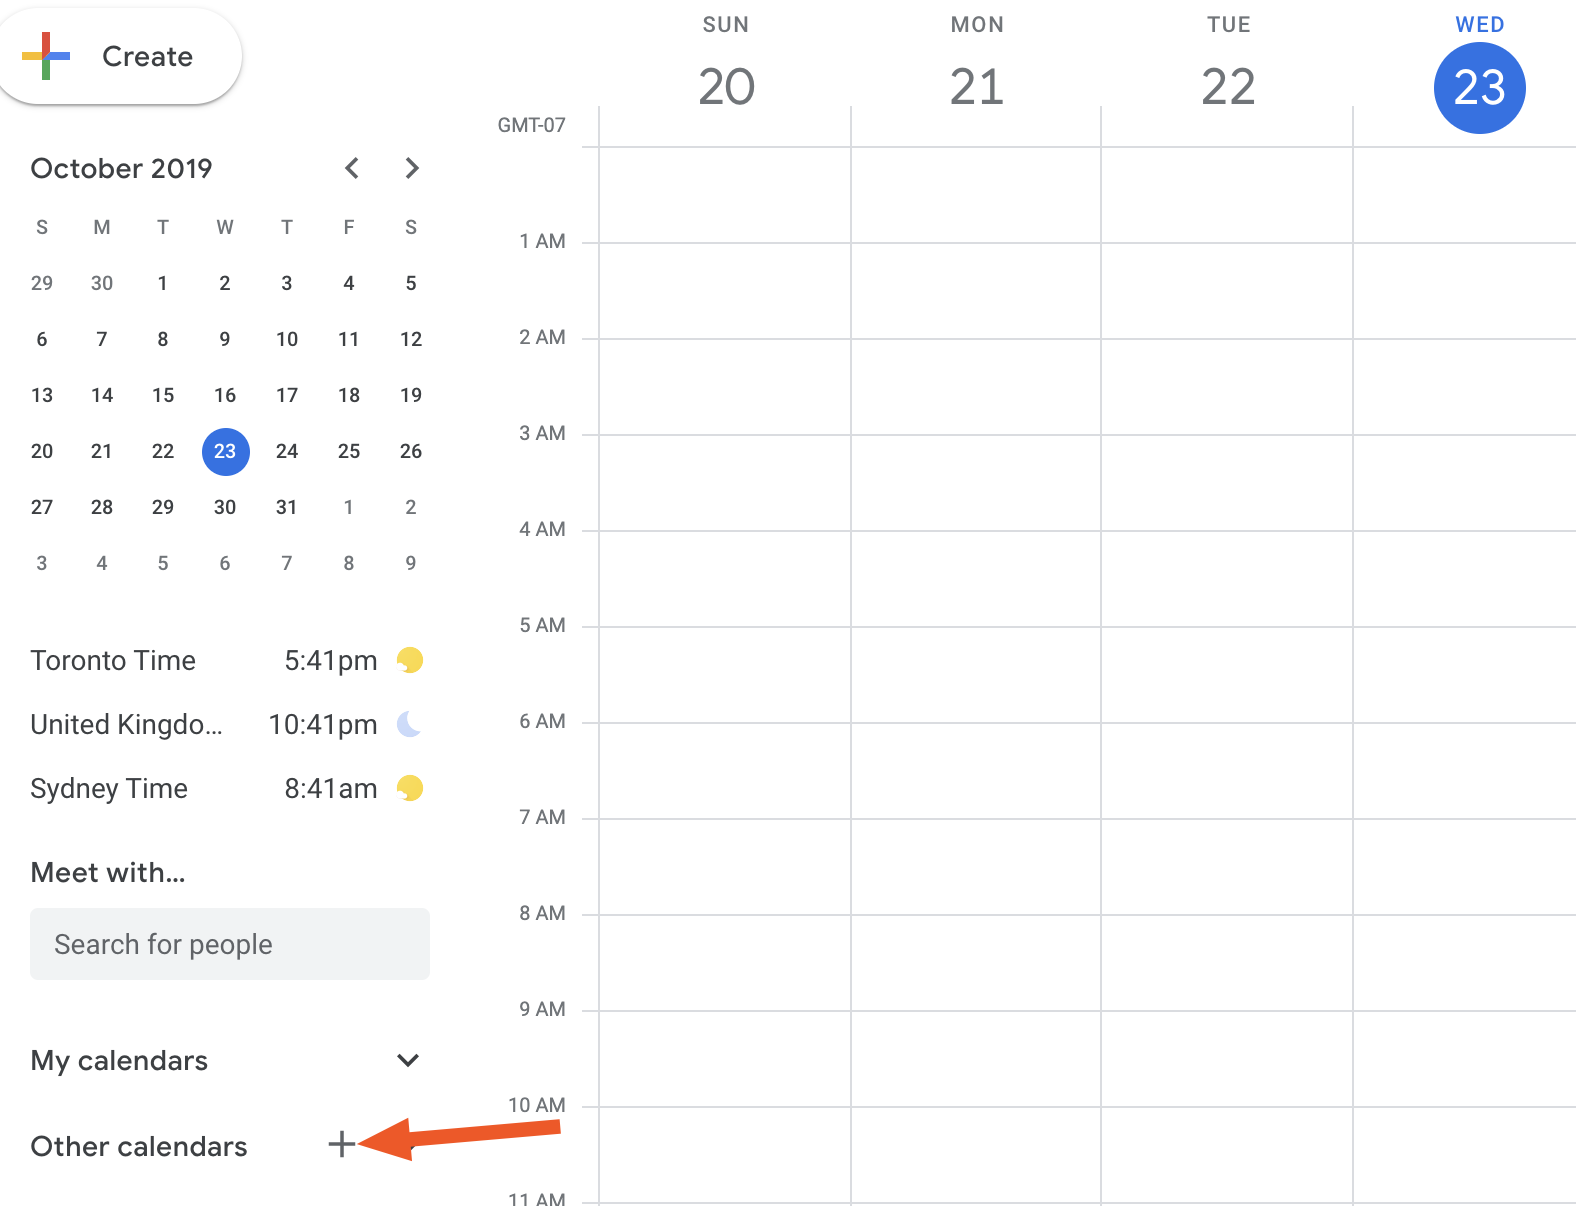 Create
October 2019
S M T W T F S
29 30 1 2 3 4 5
6 7 8 9 10 11 12
13 14 15 16 17 18 19
20 21 22 23 24 25 26
27 28 29 30 31 1 2
3 4 5 6 7 8 9
Toronto Time 5:41pm
United Kingdo... 10:41pm
Sydney Time 8:41am
Meet with...
Search for people
My calendars
Other calendars
SUN MON TUE WED
20 21 22 23
GMT-07
1 AM
2 AM
3 AM
4 AM
5 AM
6 AM
7 AM
8 AM
9 AM
10 AM
11 AM